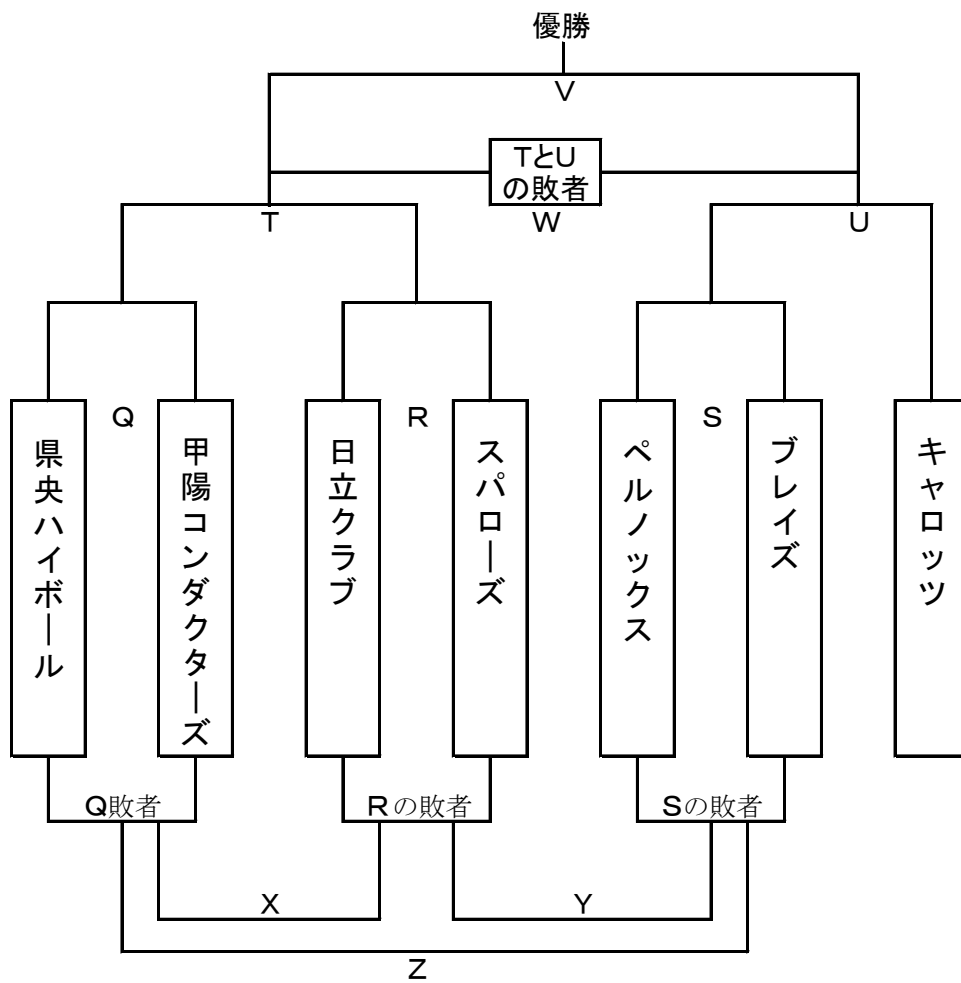 優勝
V
TとU
の敗者
T
W
U
Q
R
S
県央ハイボール
甲陽コンダクターズ
日立クラブ
スパローズ
ペルノックス
ブレイズ
キャロッツ
Q敗者
Rの敗者
Sの敗者
X
Y
Z